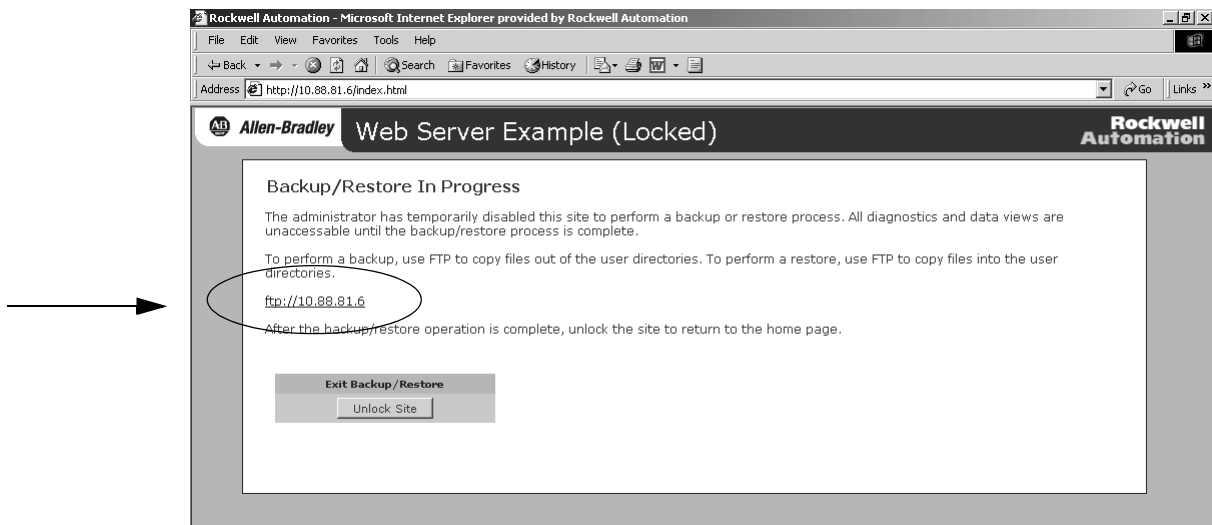 Rockwell Automation - Microsoft Internet Explorer provided by Rockwell Automation
File Edit View Favorites Tools Help
Back Search Favorites History
Address http://10.88.81.6/index.html Go Links »
AB Allen-Bradley Web Server Example (Locked) Rockwell
Automation
Backup/Restore In Progress
The administrator has temporarily disabled this site to perform a backup or restore process. All diagnostics and data views are
unaccessable until the backup/restore process is complete.
To perform a backup, use FTP to copy files out of the user directories. To perform a restore, use FTP to copy files into the user
directories.
ftp://10.88.81.6
After the backup/restore operation is complete, unlock the site to return to the home page.
Exit Backup/Restore
Unlock Site